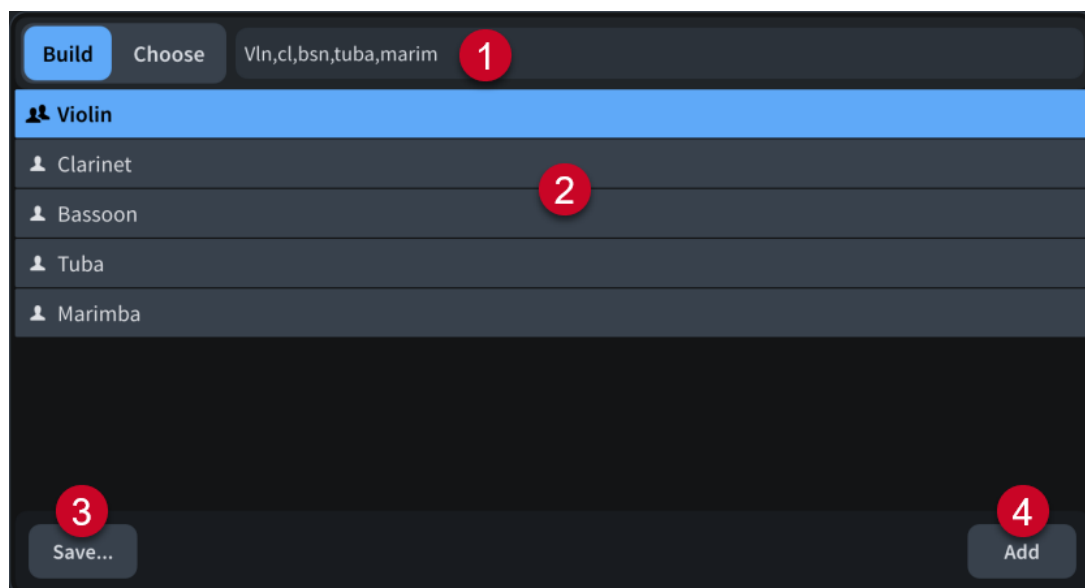 Build Choose Vln,cl,bsn,tuba,marim 1
Violin
Clarinet
2
Bassoon
Tuba
Marimba
3 4
Save... Add